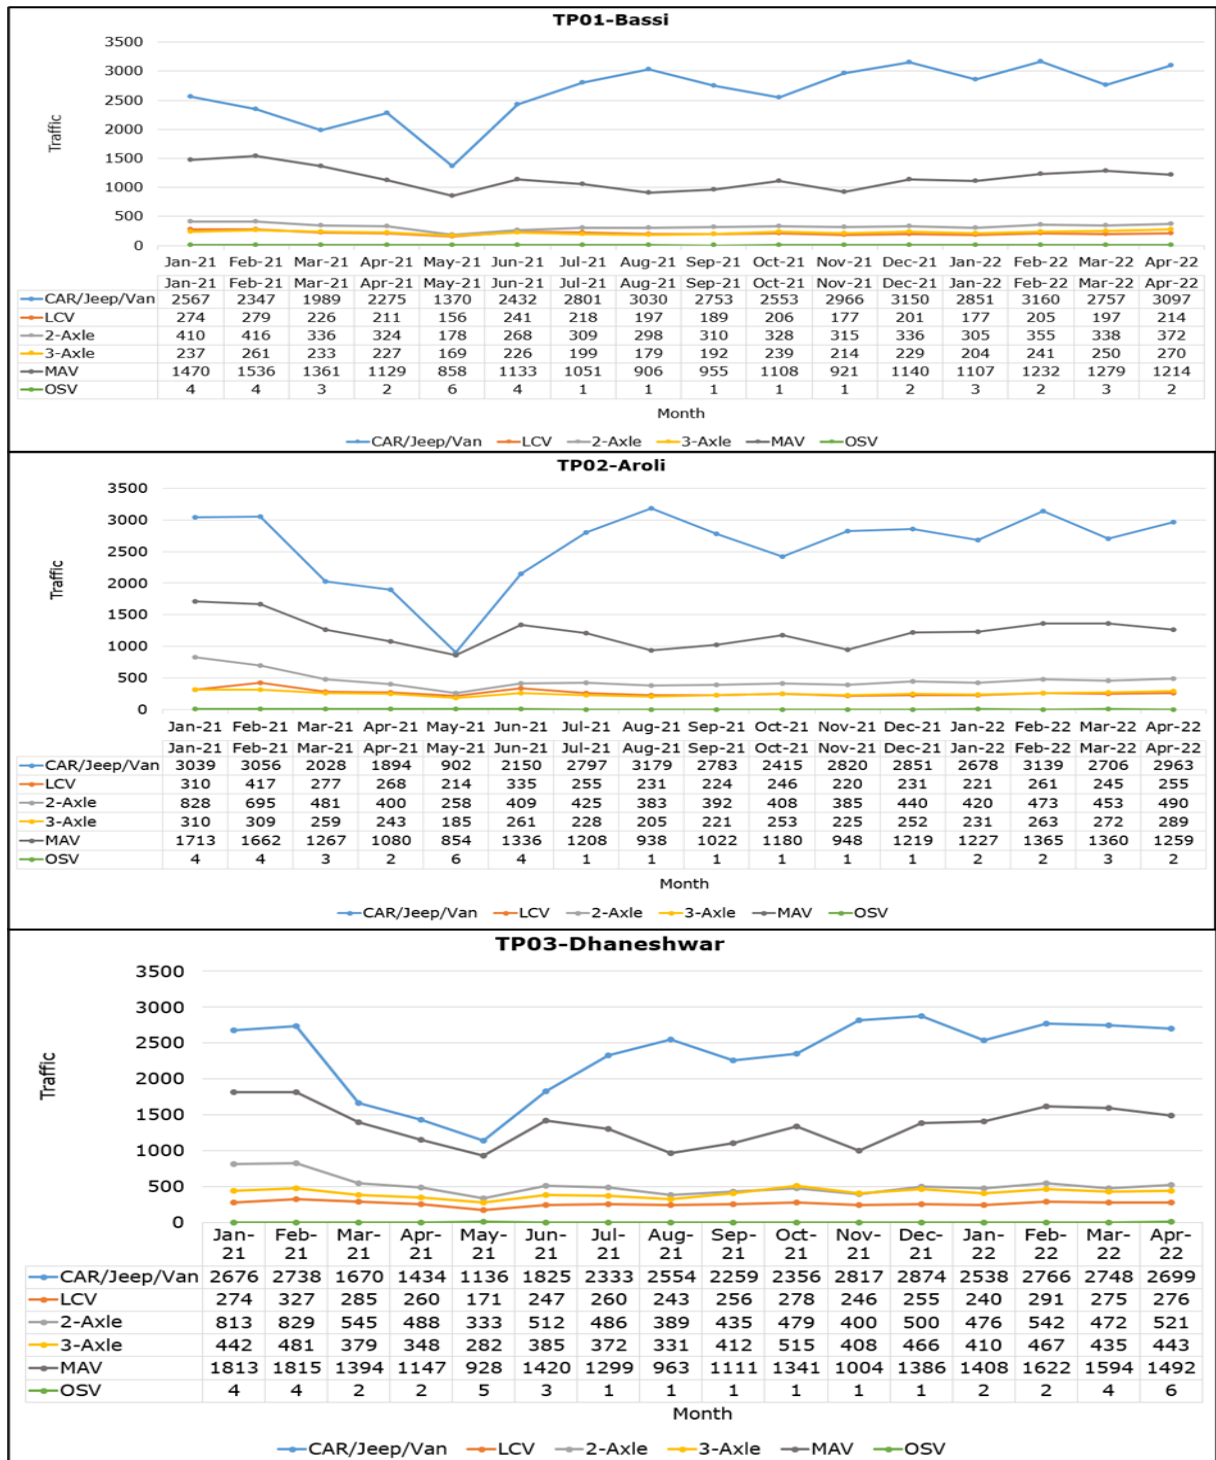 TP01-Bassi
3500
3000
2500
2000
1500
1000
500
0
Traffic
Jan-21 Feb-21 Mar-21 Apr-21 May-21 Jun-21 Jul-21 Aug-21 Sep-21 Oct-21 Nov-21 Dec-21 Jan-22 Feb-22 Mar-22 Apr-22
Jan-21 Feb-21 Mar-21 Apr-21 May-21 Jun-21 Jul-21 Aug-21 Sep-21 Oct-21 Nov-21 Dec-21 Jan-22 Feb-22 Mar-22 Apr-22
CAR/Jeep/Van 2567 2347 1989 2275 1370 2432 2801 3030 2753 2553 2966 3150 2851 3160 2757 3097
LCV 274 279 226 211 156 241 218 197 189 206 177 201 177 205 197 214
2-Axle 410 416 336 324 178 268 309 298 310 328 315 336 305 355 338 372
3-Axle 237 261 233 227 169 226 199 179 192 239 214 229 204 241 250 270
MAV 1470 1536 1361 1129 858 1133 1051 906 955 1108 921 1140 1107 1232 1279 1214
OSV 4 4 3 2 6 4 1 1 1 1 1 2 3 2 3 2
Month
CAR/Jeep/Van LCV 2-Axle 3-Axle MAV OSV
TP02-Aroli
3500
3000
2500
2000
1500
1000
500
0
Traffic
Jan-21 Feb-21 Mar-21 Apr-21 May-21 Jun-21 Jul-21 Aug-21 Sep-21 Oct-21 Nov-21 Dec-21 Jan-22 Feb-22 Mar-22 Apr-22
Jan-21 Feb-21 Mar-21 Apr-21 May-21 Jun-21 Jul-21 Aug-21 Sep-21 Oct-21 Nov-21 Dec-21 Jan-22 Feb-22 Mar-22 Apr-22
CAR/Jeep/Van 3039 3056 2028 1894 902 2150 2797 3179 2783 2415 2820 2851 2678 3139 2706 2963
LCV 310 417 277 268 214 335 255 231 224 246 220 231 221 261 245 255
2-Axle 828 695 481 400 258 409 425 383 392 408 385 440 420 473 453 490
3-Axle 310 309 259 243 185 261 228 205 221 253 225 252 231 263 272 289
MAV 1713 1662 1267 1080 854 1336 1208 938 1022 1180 948 1219 1227 1365 1360 1259
OSV 4 4 3 2 6 4 1 1 1 1 1 1 2 2 3 2
Month
CAR/Jeep/Van LCV 2-Axle 3-Axle MAV OSV
TP03-Dhaneshwar
3500
3000
2500
2000
1500
1000
500
0
Traffic
Jan- Feb- Mar- Apr- May- Jun- Jul- Aug- Sep- Oct- Nov- Dec- Jan- Feb- Mar- Apr-
21 21 21 21 21 21 21 21 21 21 21 21 22 22 22 22
CAR/Jeep/Van 2676 2738 1670 1434 1136 1825 2333 2554 2259 2356 2817 2874 2538 2766 2748 2699
LCV 274 327 285 260 171 247 260 243 256 278 246 255 240 291 275 276
2-Axle 813 829 545 488 333 512 486 389 435 479 400 500 476 542 472 521
3-Axle 442 481 379 348 282 385 372 331 412 515 408 466 410 467 435 443
MAV 1813 1815 1394 1147 928 1420 1299 963 1111 1341 1004 1386 1408 1622 1594 1492
OSV 4 4 2 2 5 3 1 1 1 1 1 1 2 2 4 6
Month
CAR/Jeep/Van LCV 2-Axle 3-Axle MAV OSV